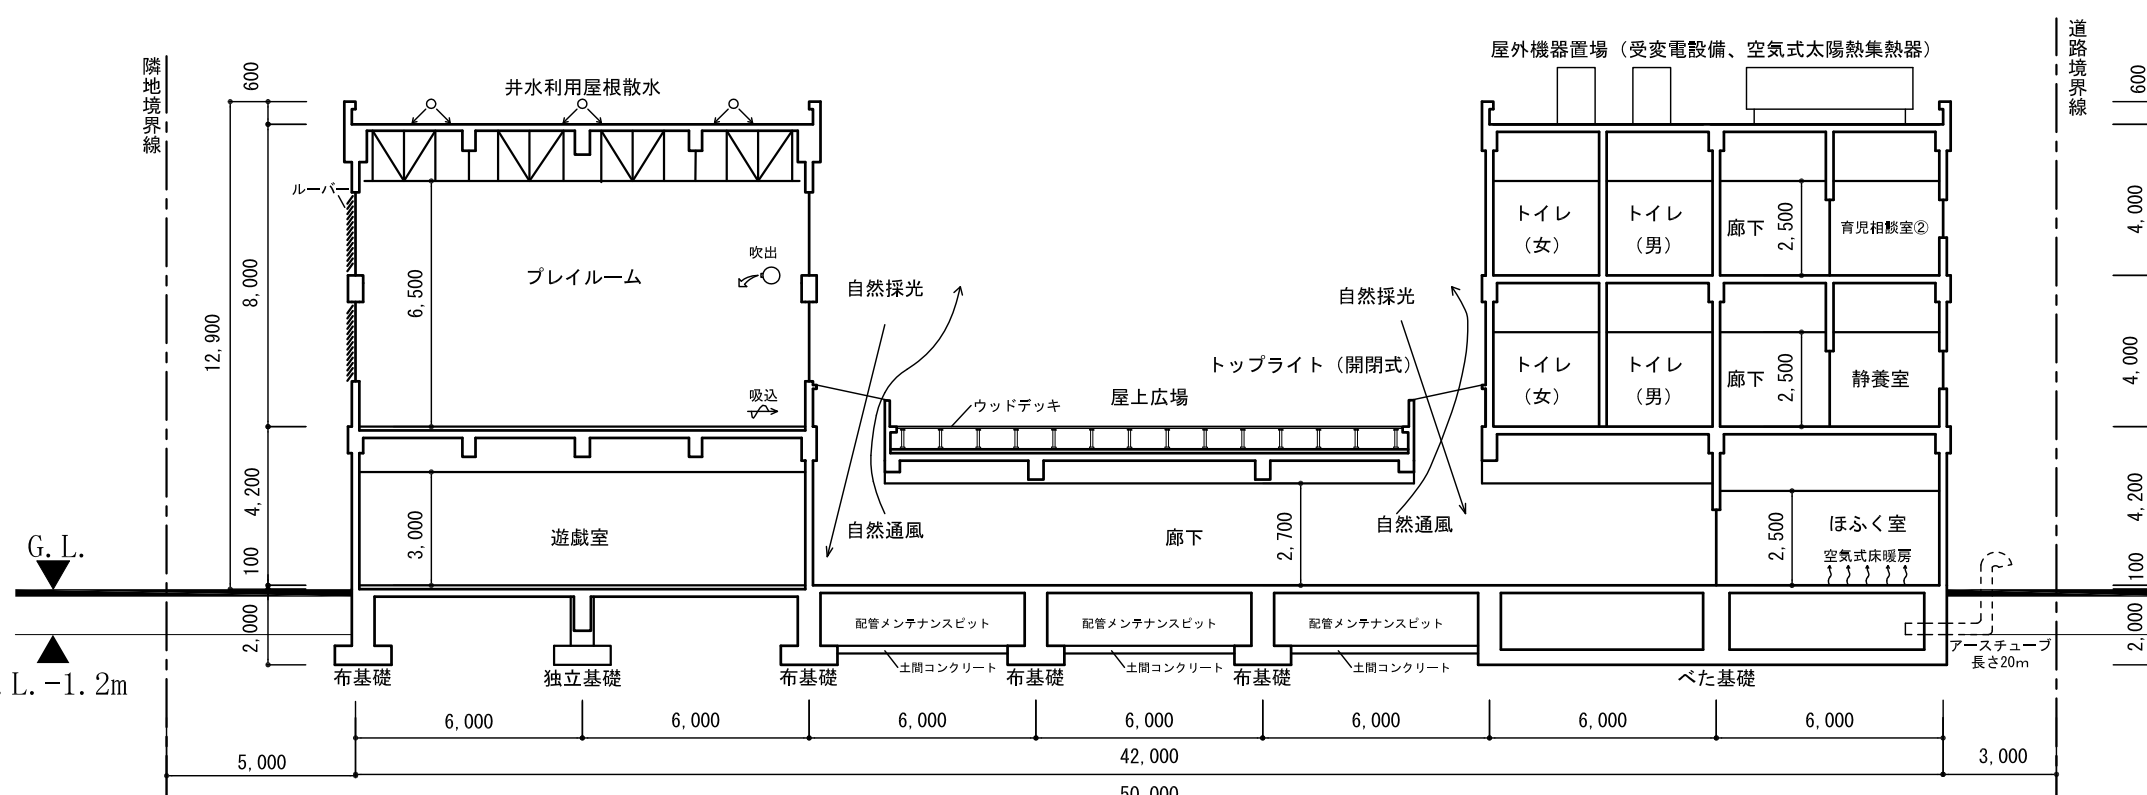 屋外機器置場（受変電設備、空気式太陽熱集熱器）
道路境界線
隣地境界線
600
井水利用屋根散水
600
ルーバー
8,000
12,900
6,500
プレイルーム
吹出
吸込
自然採光
自然採光
トップライト（開閉式）
屋上広場
ウッドデッキ
トイレ
（女）
トイレ
（男）
廊下
2,500
育児相談室②
4,000
トイレ
（女）
トイレ
（男）
廊下
2,500
静養室
4,000
4,200
3,000
遊戯室
自然通風
廊下
2,700
自然通風
2,500
ほふく室
空気式床暖房
4,200
100
100
G.L.
2,000
2,000
.L.-1.2m
配管メンテナンスピット
配管メンテナンスピット
配管メンテナンスピット
土間コンクリート
土間コンクリート
土間コンクリート
アースチューブ
長さ20m
布基礎
独立基礎
布基礎
布基礎
布基礎
べた基礎
6,000
6,000
6,000
6,000
6,000
6,000
6,000
5,000
42,000
3,000
50,000